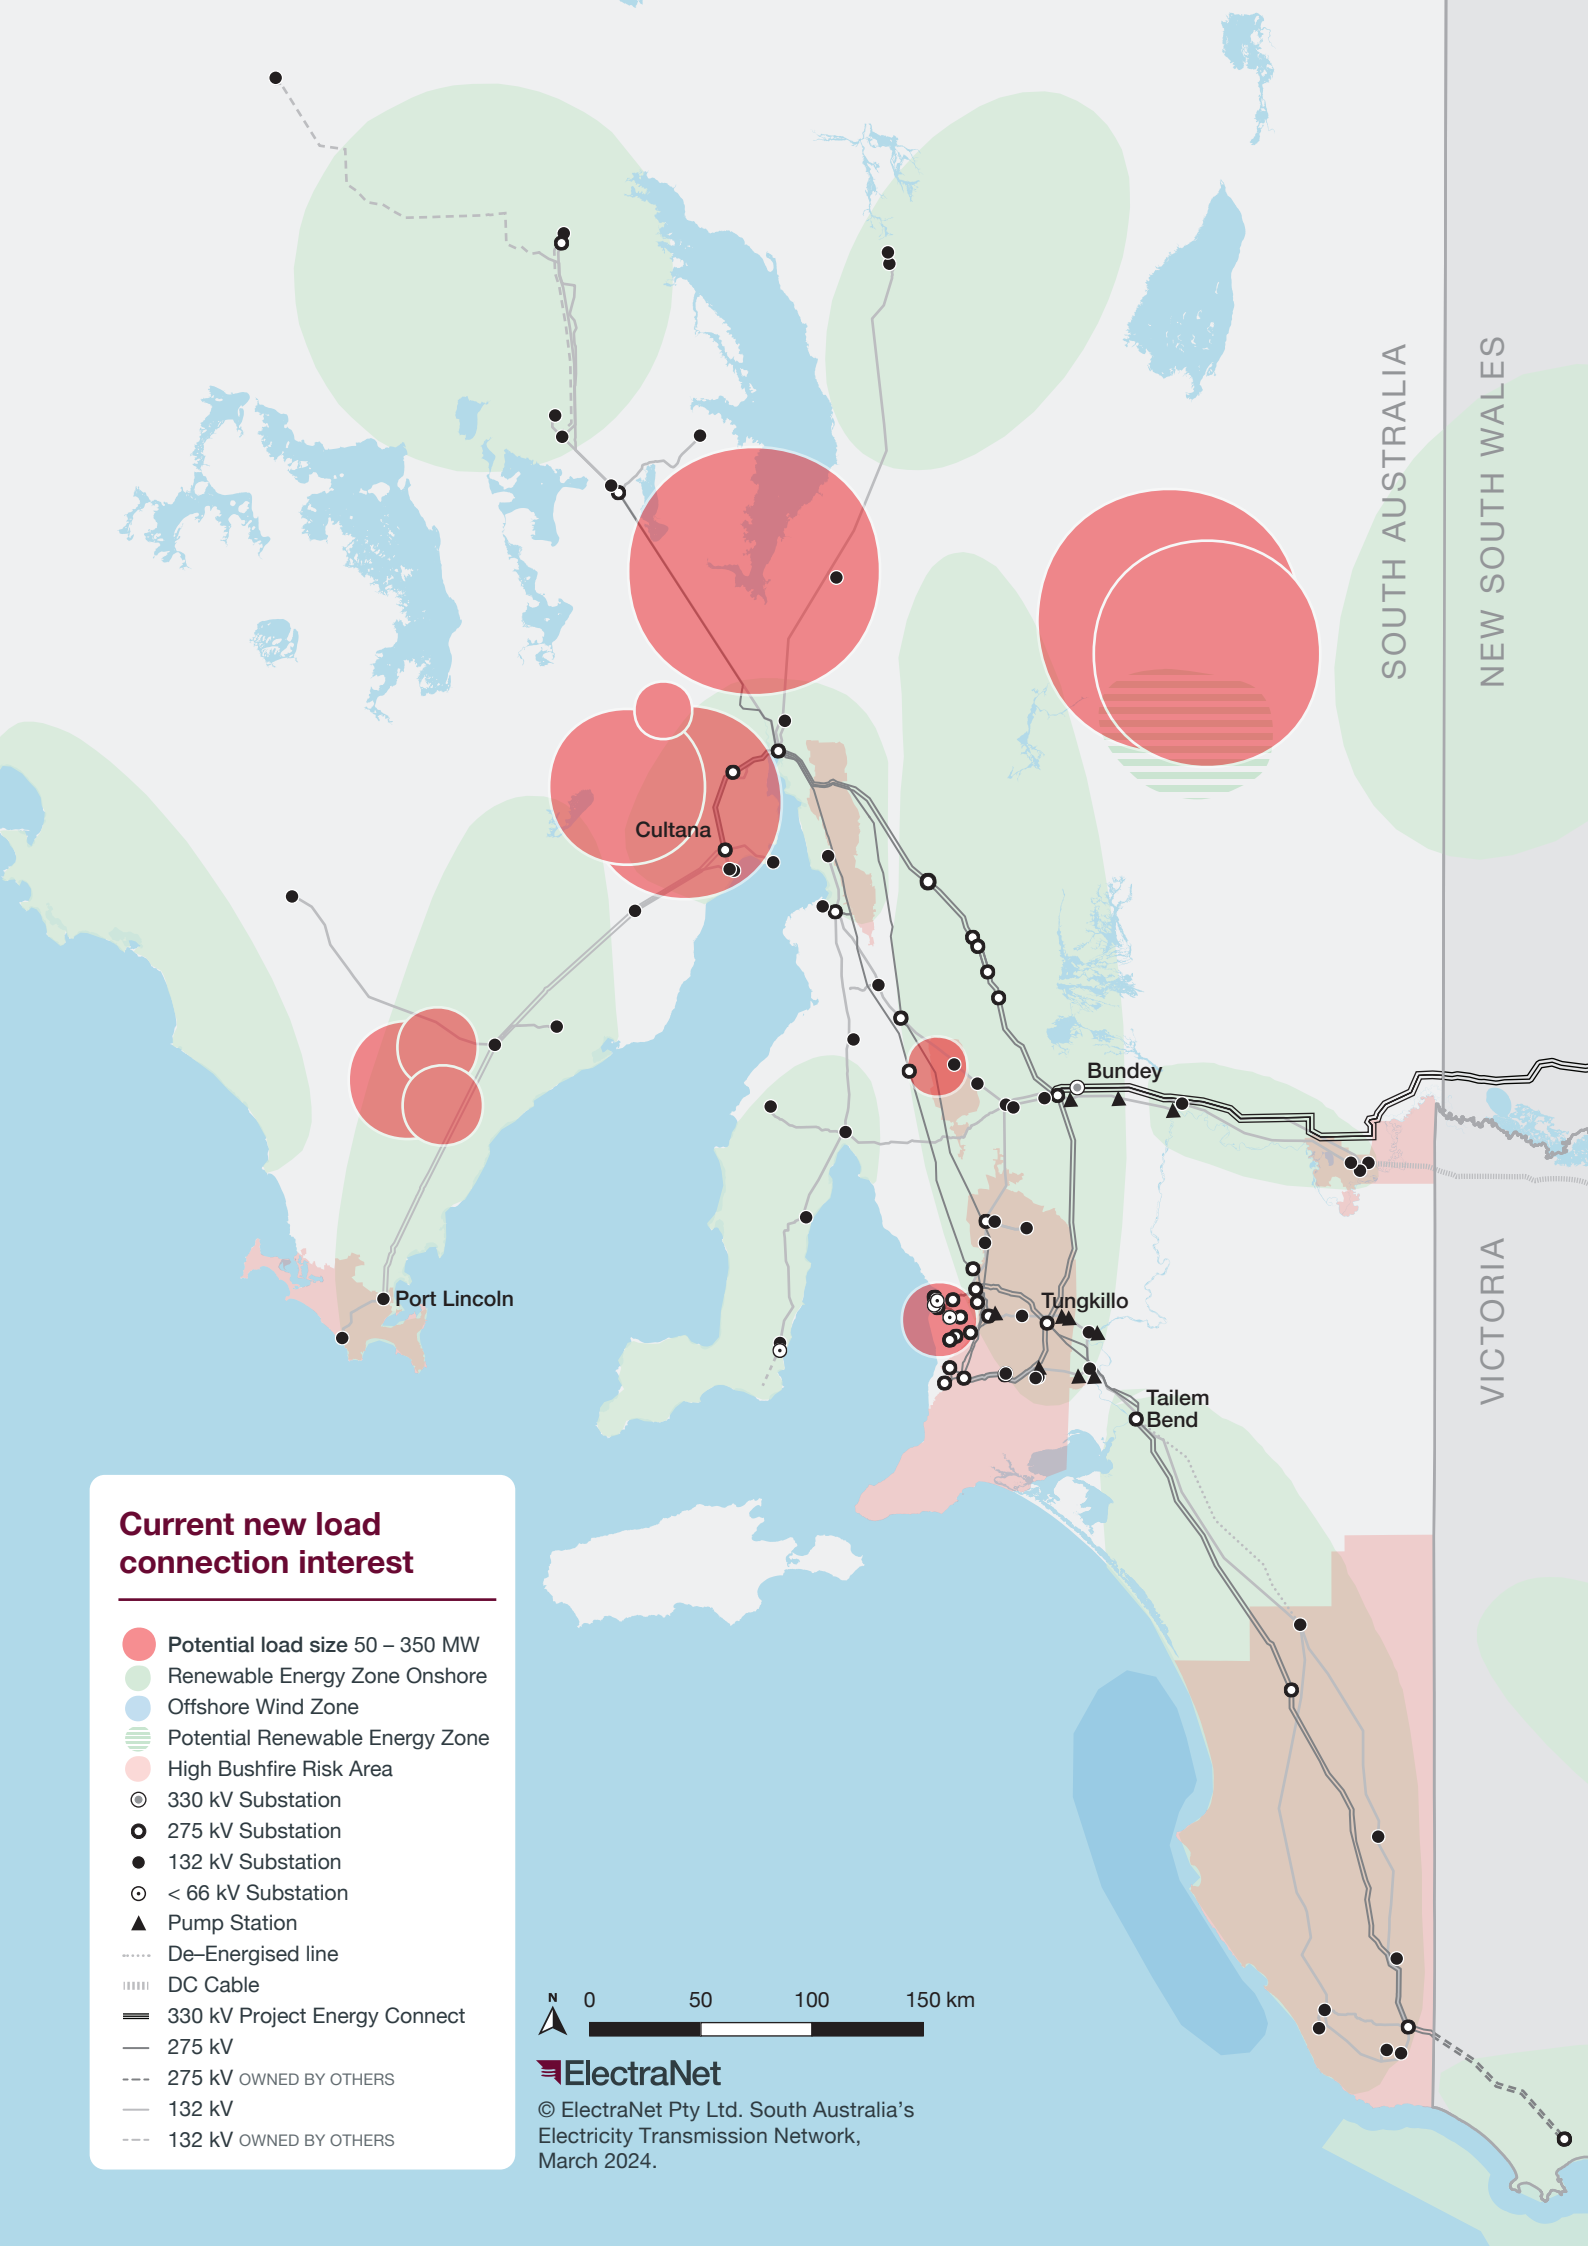 SOUTH AUSTRALIA
NEW SOUTH WALES
Cultana
Bundey
Port Lincoln
Tungkillo
VICTORIA
Tailem
Bend
Current new load
connection interest
Potential load size 50 – 350 MW
Renewable Energy Zone Onshore
Offshore Wind Zone
Potential Renewable Energy Zone
High Bushfire Risk Area
330 kV Substation
275 kV Substation
132 kV Substation
< 66 kV Substation
Pump Station
De–Energised line
DC Cable
330 kV Project Energy Connect
275 kV
275 kV OWNED BY OTHERS
132 kV
132 kV OWNED BY OTHERS
N 0 50 100 150 km
ElectraNet
© ElectraNet Pty Ltd. South Australia’s
Electricity Transmission Network,
March 2024.